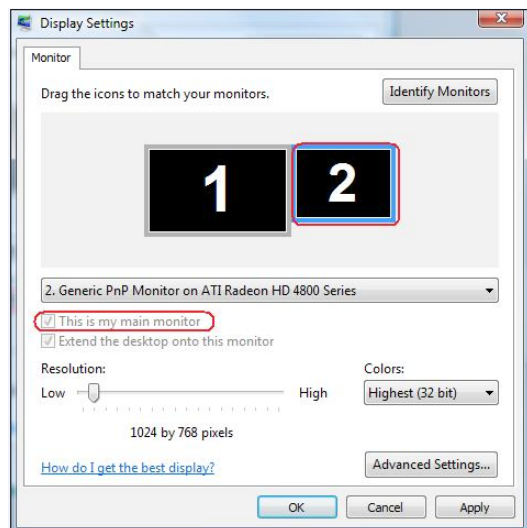 Display Settings
Monitor
Drag the icons to match your monitors.
Identify Monitors
1
2
2. Generic PnP Monitor on ATI Radeon HD 4800 Series
This is my main monitor
Extend the desktop onto this monitor
Resolution:
Colors:
Low
High
Highest (32 bit)
1024 by 768 pixels
How do I get the best display?
Advanced Settings...
OK
Cancel
Apply